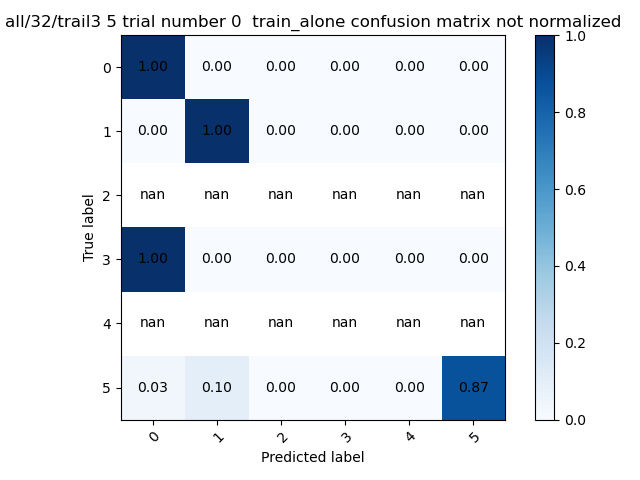 all/32/trail3 5 trial number 0  train_alone confusion matrix not normalized
0 1.00 0.00 0.00 0.00 0.00 0.00
1 0.00 1.00 0.00 0.00 0.00 0.00
2 nan nan nan nan nan nan
3 1.00 0.00 0.00 0.00 0.00 0.00
4 nan nan nan nan nan nan
5 0.03 0.10 0.00 0.00 0.00 0.87
0 1 2 3 4 5
True label
Predicted label
1.0
0.8
0.6
0.4
0.2
0.0